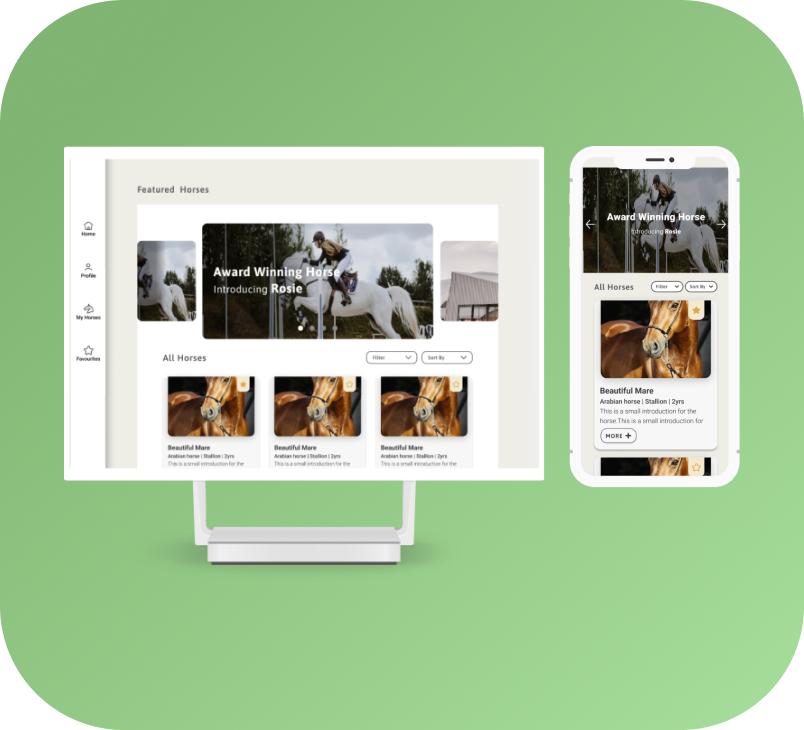 Featured Horses
Home
Profile
My Horses
Favourites
Award Winning Horse
Introducing Rosie
All Horses
Filter
Sort By
Beautiful Mare
Arabian horse | Stallion | 2yrs
This is a small introduction for the
Beautiful Mare
Arabian horse | Stallion | 2yrs
This is a small introduction for the
Beautiful Mare
Arabian horse | Stallion | 2yrs
This is a small introduction for the
Award Winning Horse
Introducing Rosie
All Horses
Filter
Sort By
Beautiful Mare
Arabian horse | Stallion | 2yrs
This is a small introduction for the
horse.This is a small introduction for
MORE +